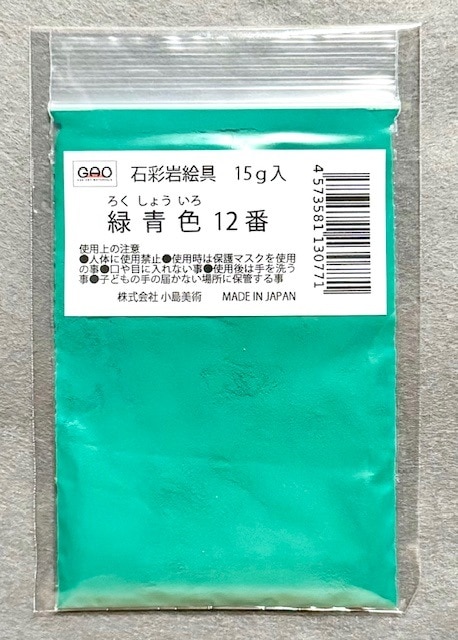 GAO
石彩岩絵具 15g入
ろくしょういろ
緑青色 12番
使用上の注意
●人体に使用禁止●使用時は保護マスクを使用
の事●口や目に入れない事●使用後は手を洗う
事●子どもの手の届かない場所に保管する事
株式会社 小島美術 MADE IN JAPAN
4 573581 130771